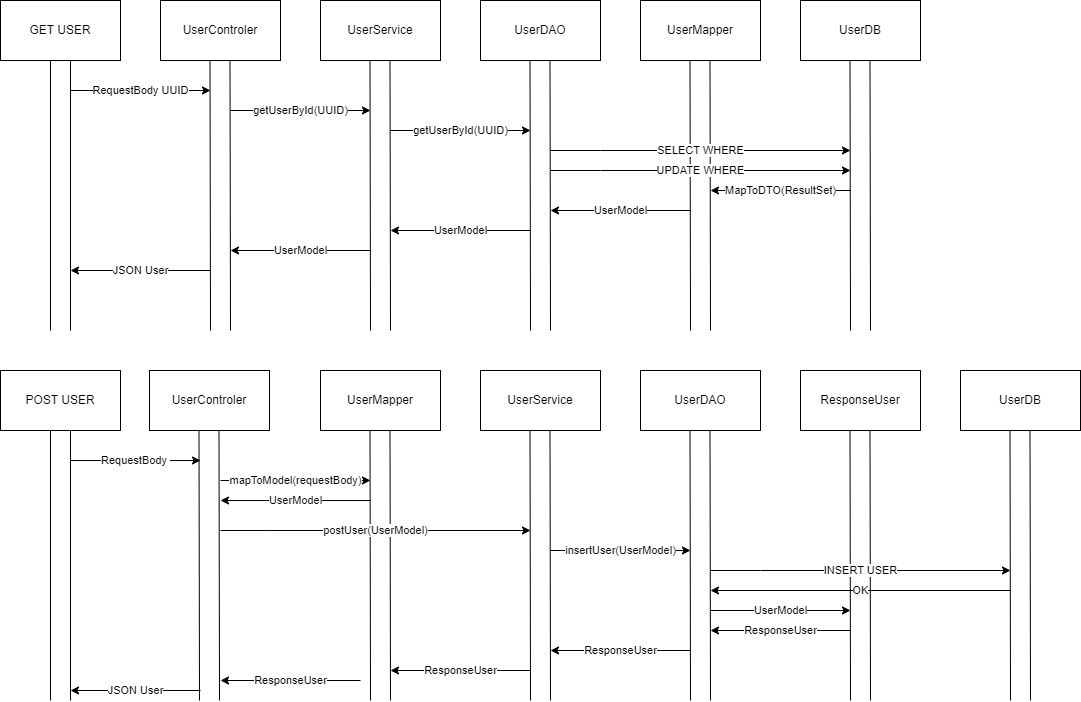 GET USER
UserControler
UserService
UserDAO
UserMapper
UserDB
RequestBody UUID
getUserById(UUID)
getUserById(UUID)
SELECT WHERE
UPDATE WHERE
MapToDTO(ResultSet)
UserModel
UserModel
UserModel
JSON User
POST USER
UserControler
UserMapper
UserService
UserDAO
ResponseUser
UserDB
RequestBody
mapToModel(requestBody)
UserModel
postUser(UserModel)
insertUser(UserModel)
INSERT USER
OK
UserModel
ResponseUser
ResponseUser
ResponseUser
ResponseUser
JSON User